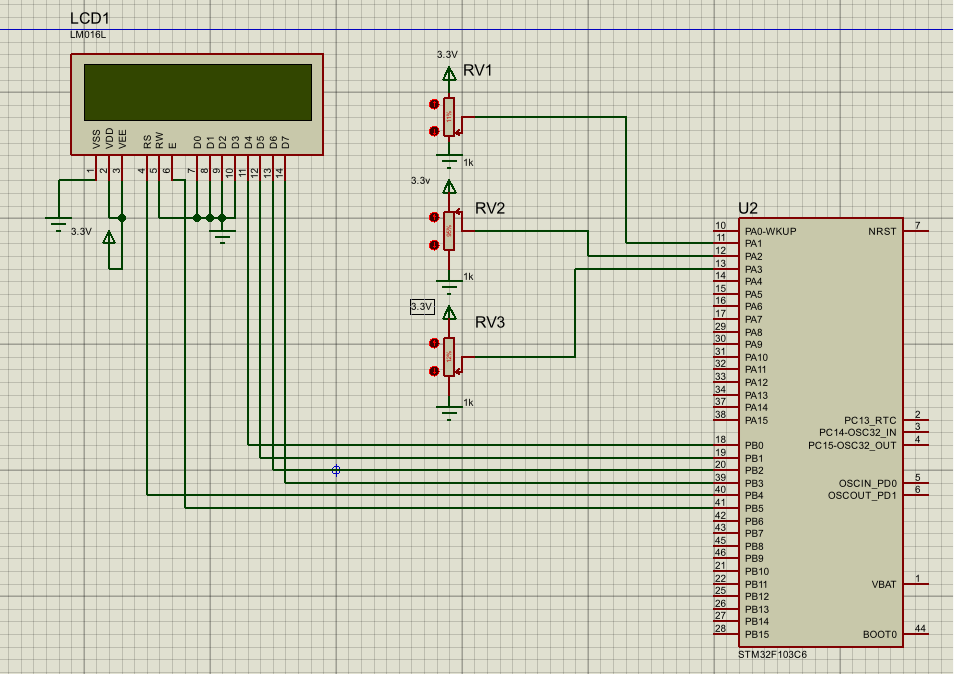 LCD1
LM016L
VSS
VDD
VEE
RS
RW
E
D0
D1
D2
D3
D4
D5
D6
D7
1
2
3
4
5
6
7
8
9
10
11
12
13
14
3.3V
3.3V
RV1
1k
3.3v
RV2
1k
3.3V
RV3
1k
U2
10 PA0-WKUP
11 PA1
12 PA2
13 PA3
14 PA4
15 PA5
16 PA6
17 PA7
29 PA8
30 PA9
31 PA10
32 PA11
33 PA12
34 PA13
37 PA14
38 PA15
18 PB0
19 PB1
20 PB2
39 PB3
40 PB4
41 PB5
42 PB6
43 PB7
45 PB8
46 PB9
21 PB10
22 PB11
25 PB12
26 PB13
27 PB14
28 PB15
NRST 7
PC13_RTC 2
PC14-OSC32_IN 3
PC15-OSC32_OUT 4
OSCIN_PD0 5
OSCOUT_PD1 6
VBAT 1
BOOT0 44
STM32F103C6